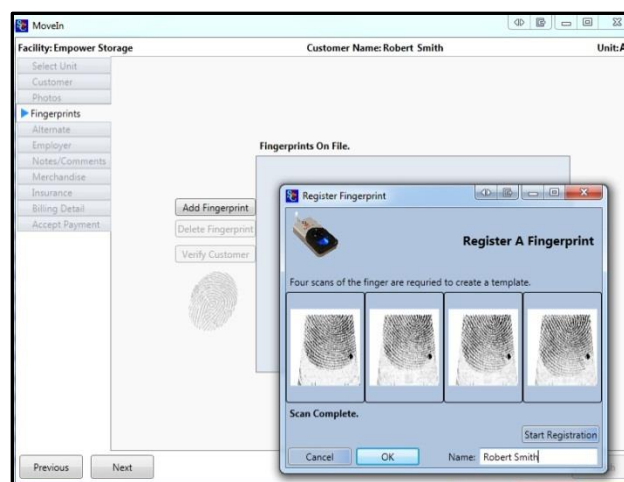 MoveIn
Facility: Empower Storage Customer Name: Robert Smith Unit: A
Select Unit
Customer
Photos
Fingerprints
Alternate
Employer
Notes/Comments
Merchandise
Insurance
Billing Detail
Accept Payment
Fingerprints On File.
Add Fingerprint
Delete Fingerprint
Verify Customer
Register Fingerprint
Register A Fingerprint
Four scans of the finger are requried to create a template.
Scan Complete.
Start Registration
Cancel OK Name: Robert Smith
Previous Next